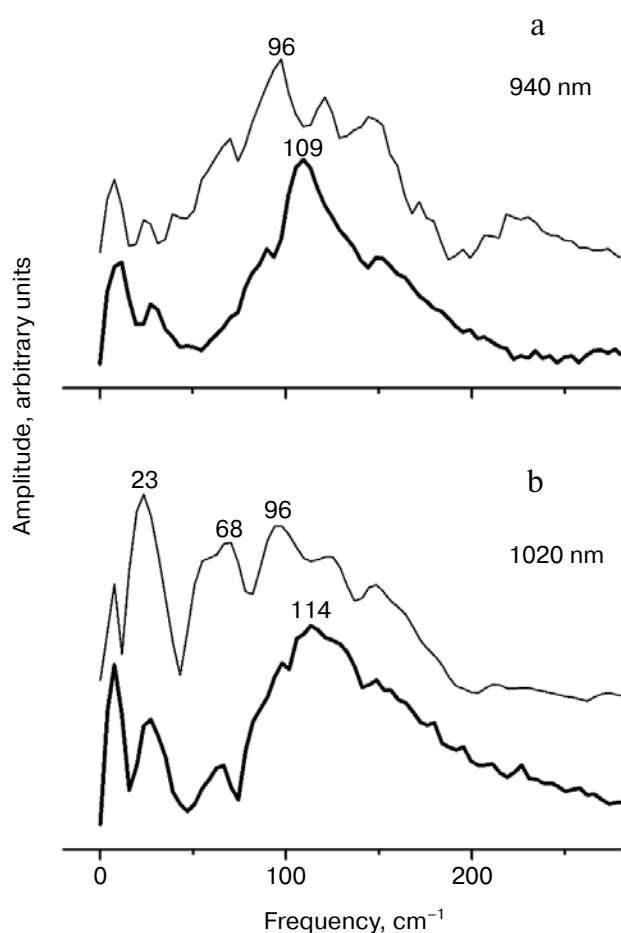 a
96
940 nm
109
Amplitude, arbitrary units
b
23
68
96
1020 nm
114
0
100
200
Frequency, cm⁻¹